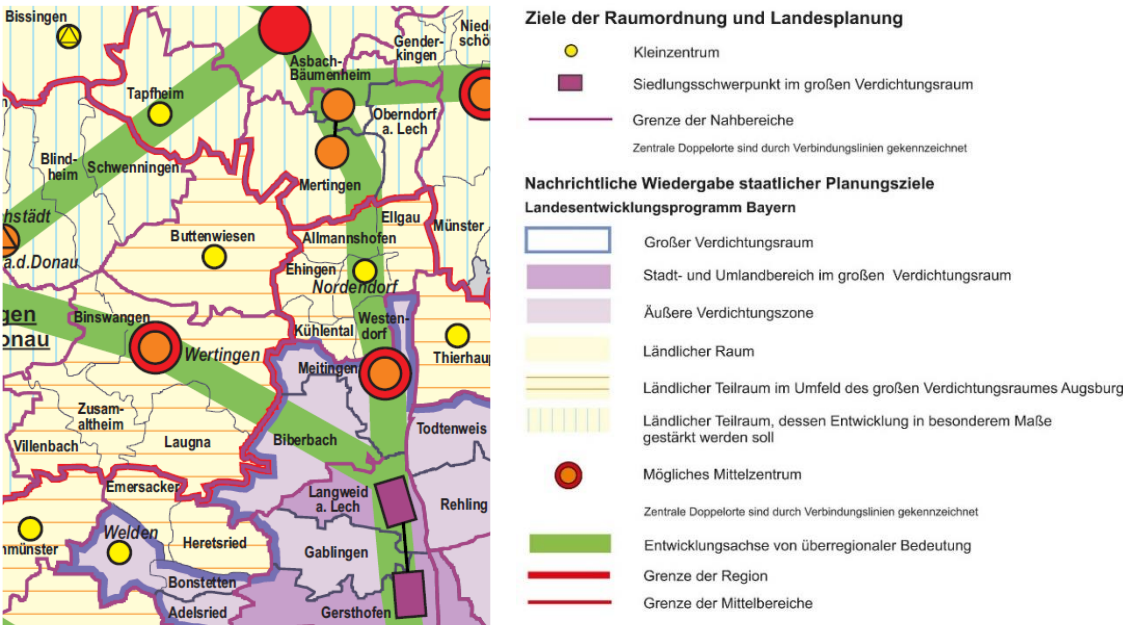 Bissingen
Niede
schö
Gender-
kingen
Asbach-
Bäumenheim
Tapfheim
Oberndorf
a. Lech
Blind-
heim
Schwenningen
Mertingen
hstädt
a.d.Donau
Ellgau
Münster
Buttenwiesen
Allmannshofen
Ehingen
Nordendorf
gen
onau
Binswangen
Kühlental
Westen-
dorf
Wertingen
Thierhaup
Meitingen
Zusam-
altheim
Villenbach
Laugna
Biberbach
Todtenweis
Emersacker
Langweid
a. Lech
Rehling
Welden
nmünster
Heretsried
Gablingen
Bonstetten
Adelsried
Gersthofen
Ziele der Raumordnung und Landesplanung
Kleinzentrum
Siedlungsschwerpunkt im großen Verdichtungsraum
Grenze der Nahbereiche
Zentrale Doppelorte sind durch Verbindungslinien gekennzeichnet
Nachrichtliche Wiedergabe staatlicher Planungsziele
Landesentwicklungsprogramm Bayern
Großer Verdichtungsraum
Stadt- und Umlandbereich im großen Verdichtungsraum
Äußere Verdichtungszone
Ländlicher Raum
Ländlicher Teilraum im Umfeld des großen Verdichtungsraumes Augsburg
Ländlicher Teilraum, dessen Entwicklung in besonderem Maße
gestärkt werden soll
Mögliches Mittelzentrum
Zentrale Doppelorte sind durch Verbindungslinien gekennzeichnet
Entwicklungsachse von überregionaler Bedeutung
Grenze der Region
Grenze der Mittelbereiche